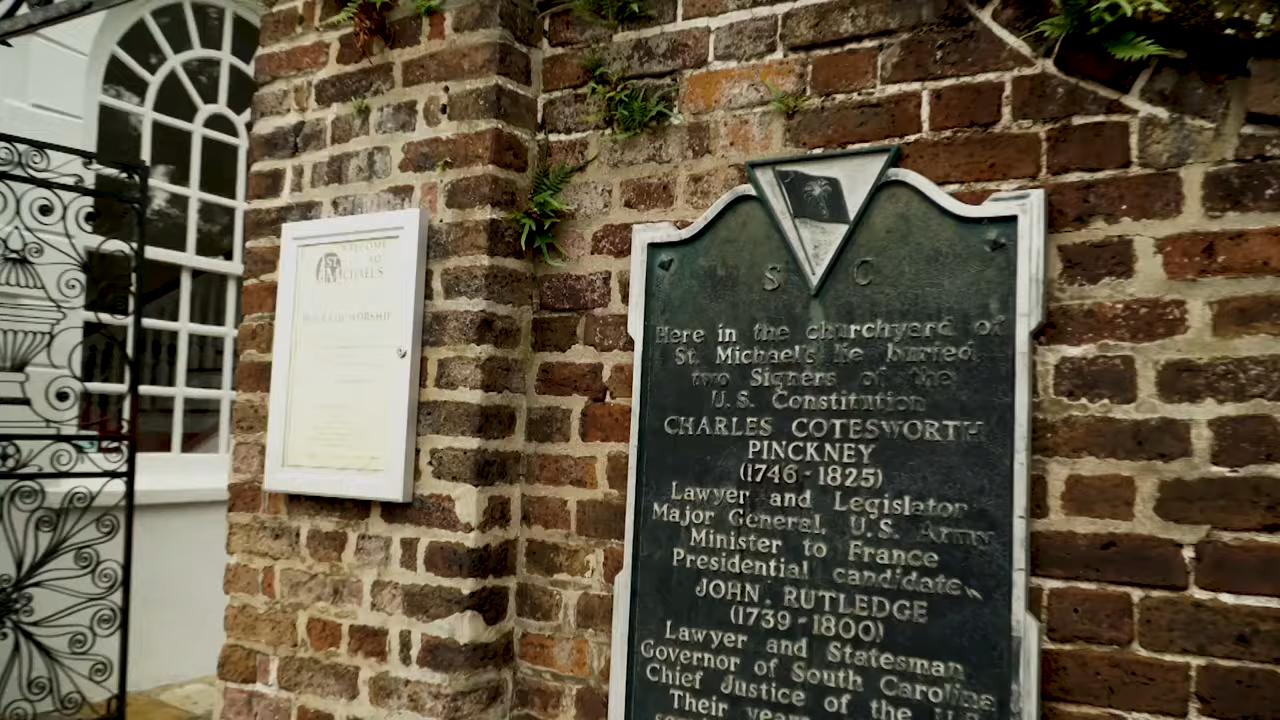 WELCOME
TO
ST.
MICHAEL'S
S C
Here in the churchyard of
St. Michael's lie buried
two Signers of the
U.S. Constitution
CHARLES COTESWORTH
PINCKNEY
(1746-1825)
Lawyer and Legislator
Major General, U.S. Army
Minister to France
Presidential candidate
JOHN RUTLEDGE
(1739-1800)
Lawyer and Statesman
Governor of South Carolina
Chief Justice of the U.S.
Their years